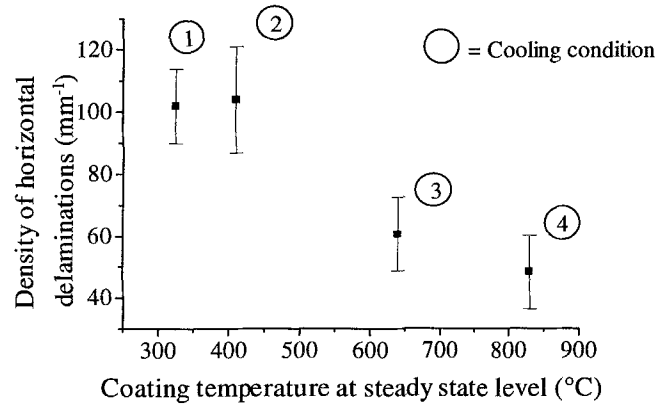 Density of horizontal
delaminations (mm-1)
120
100
80
60
40
1
2
3
4
= Cooling condition
300 400 500 600 700 800 900
Coating temperature at steady state level (°C)